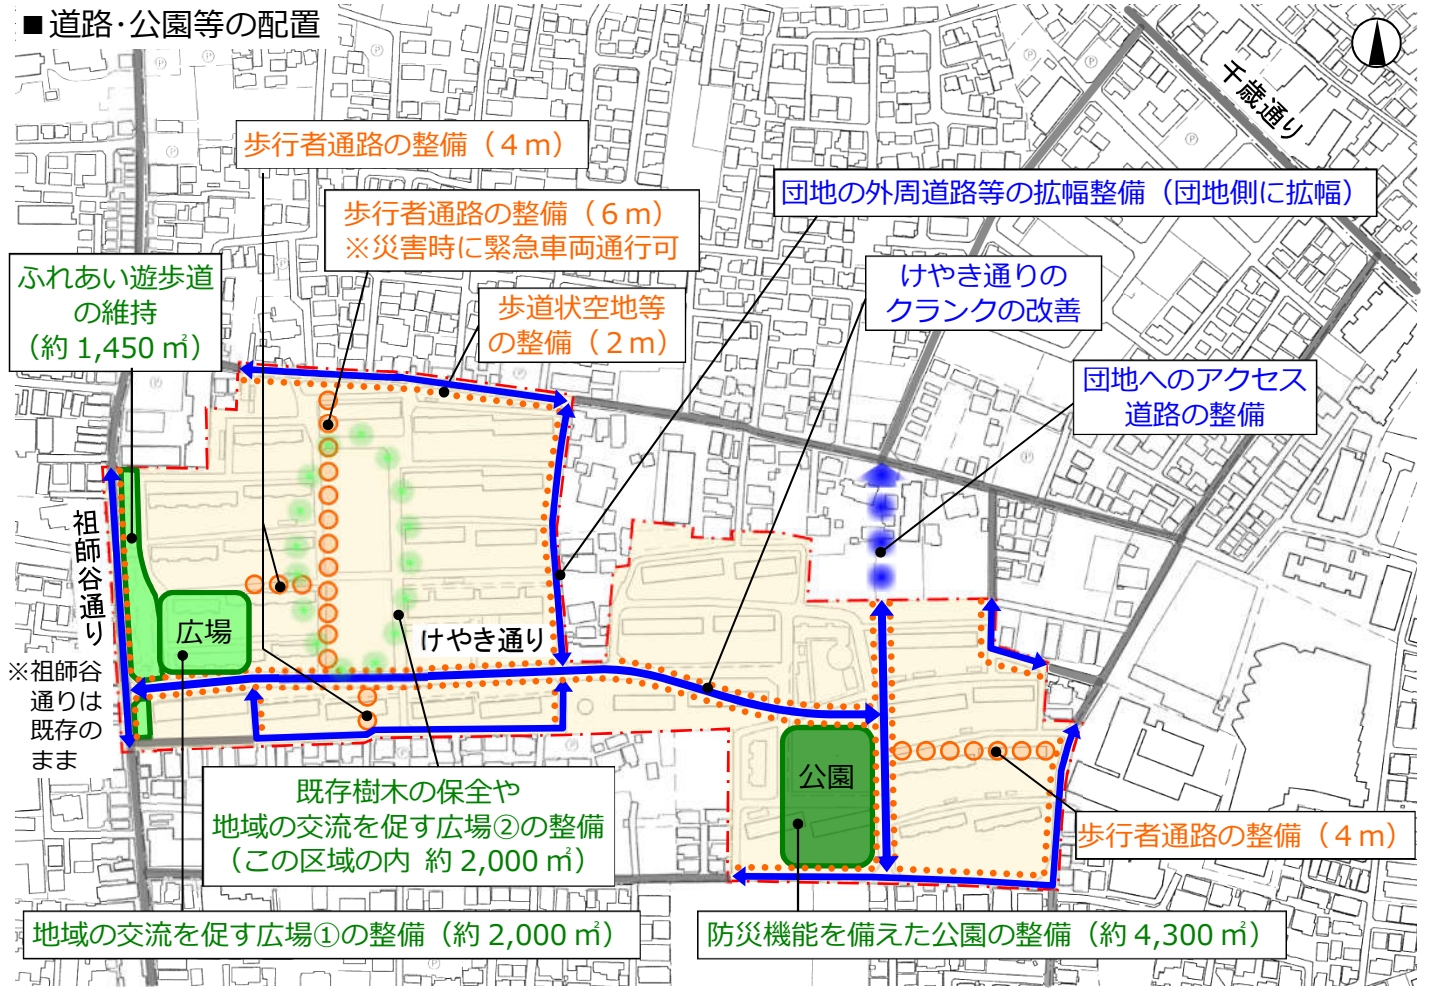 ■道路･公園等の配置
千歳通り
歩行者通路の整備（４ｍ）
団地の外周道路等の拡幅整備（団地側に拡幅）
歩行者通路の整備（６ｍ）
※災害時に緊急車両通行可
ふれあい遊歩道
の維持
（約 1,450 ㎡）
けやき通りの
クランクの改善
歩道状空地等
の整備（２ｍ）
団地へのアクセス
道路の整備
祖師谷通り
広場
けやき通り
※祖師谷
通りは
既存の
まま
公園
既存樹木の保全や
地域の交流を促す広場②の整備
（この区域の内 約 2,000 ㎡）
歩行者通路の整備（４ｍ）
地域の交流を促す広場①の整備（約 2,000 ㎡）
防災機能を備えた公園の整備（約 4,300 ㎡）